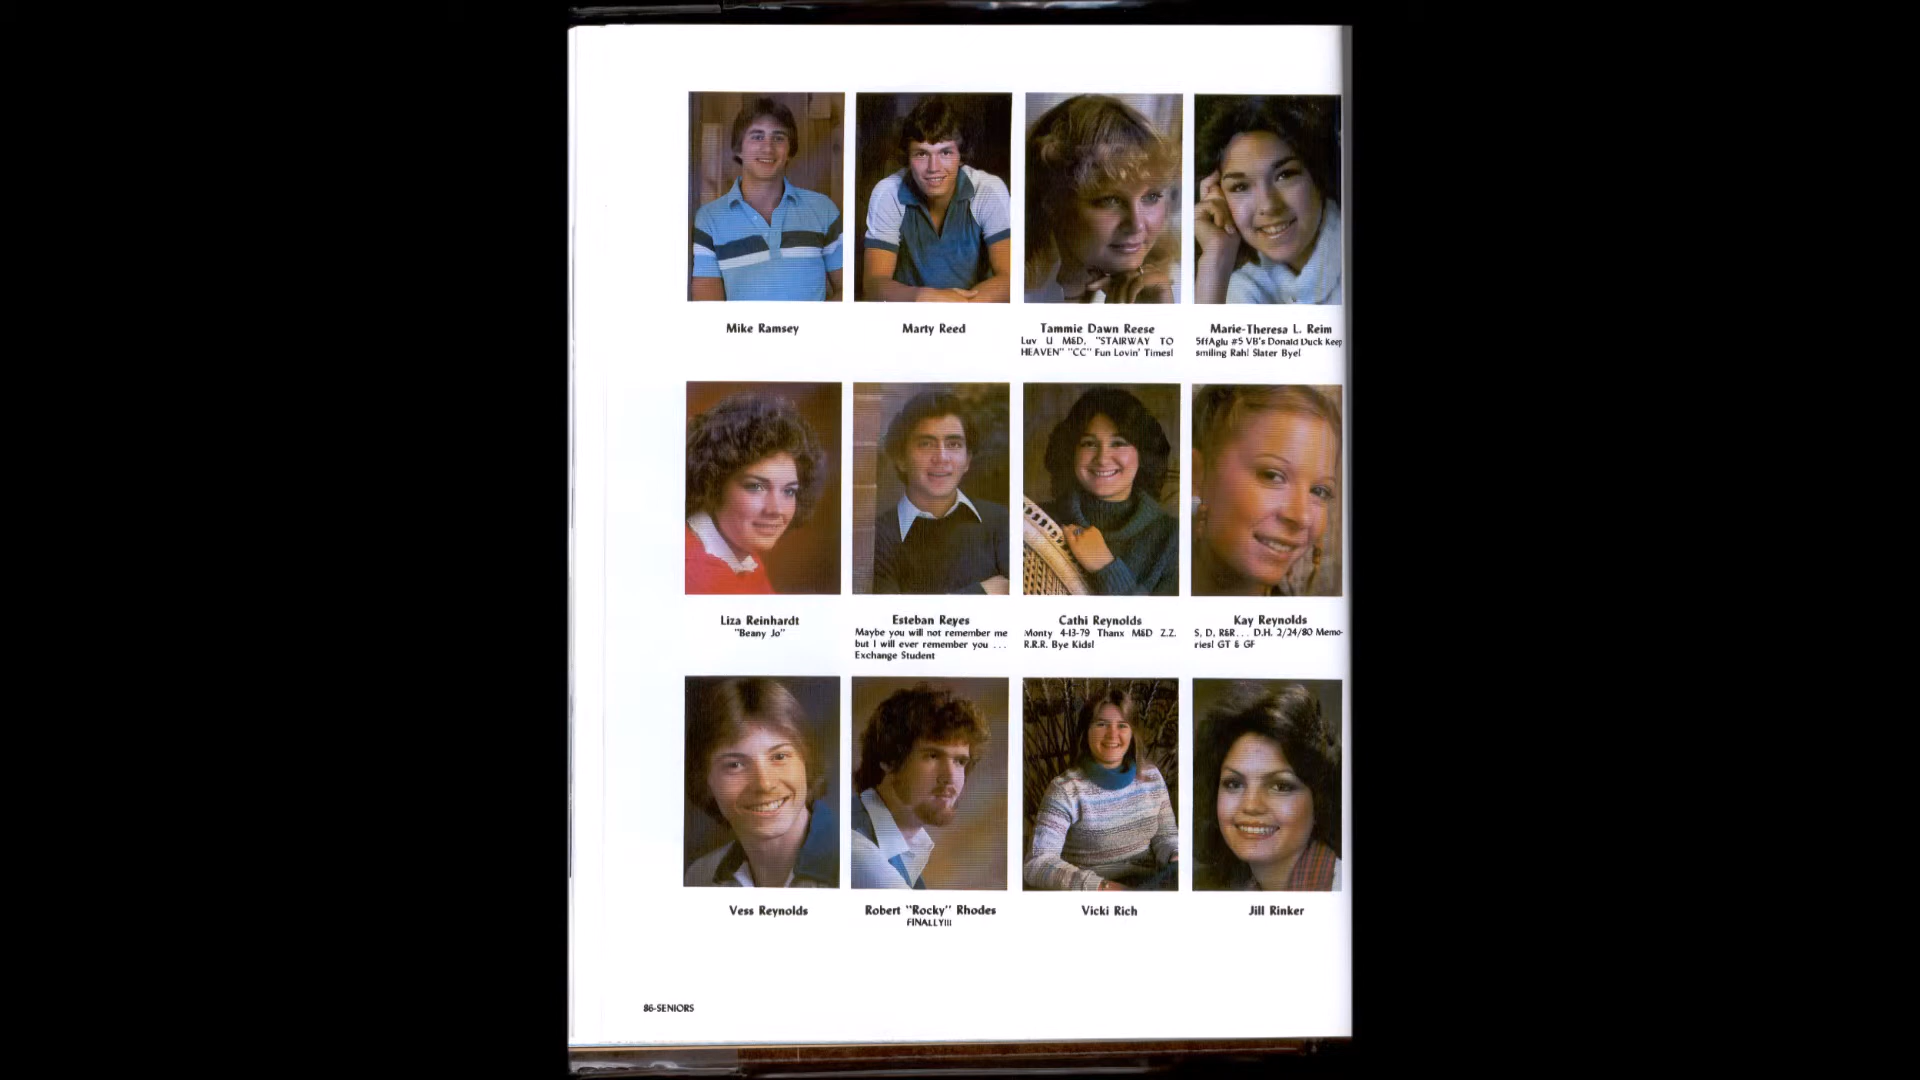 Mike Ramsey
Marty Reed
Tammie Dawn Reese
Luv U M&D, "STAIRWAY TO
HEAVEN" "CC" Fun Lovin' Times!
Marie-Theresa L. Reim
5ffAglu #5 VB's Donald Duck Keep
smiling Rah! Slater Bye!
Liza Reinhardt
"Beany Jo"
Esteban Reyes
Maybe you will not remember me
but I will ever remember you ...
Exchange Student
Cathi Reynolds
Monty 4-13-79 Thanx M&D Z.Z.
R.R.R. Bye Kids!
Kay Reynolds
S, D, R&R... D.H. 2/24/80 Memo-
ries! GT & GF
Vess Reynolds
Robert "Rocky" Rhodes
FINALLY!!!
Vicki Rich
Jill Rinker
86-SENIORS